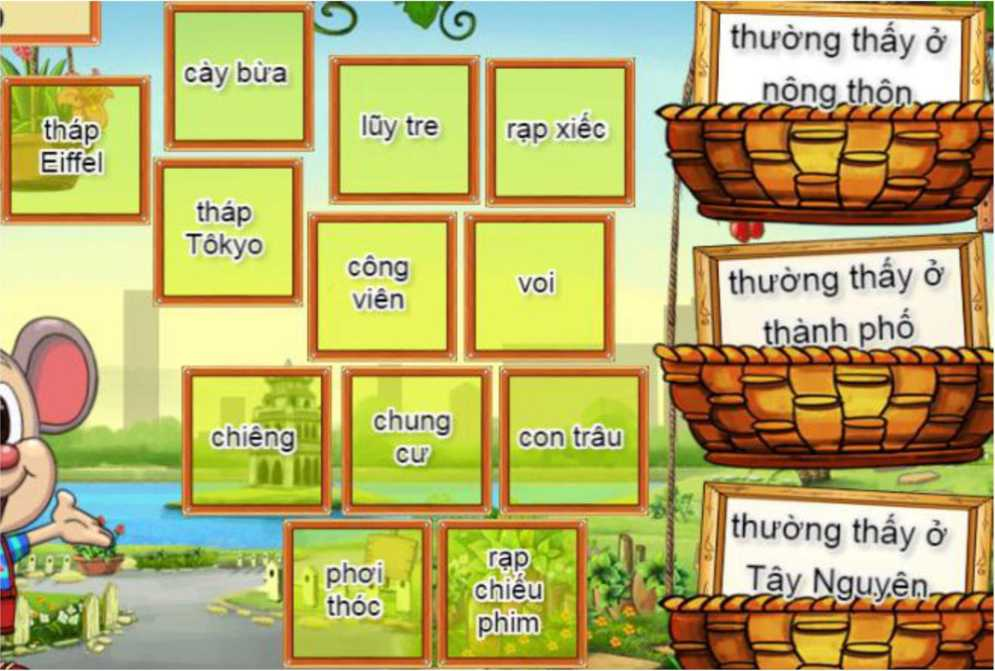 cày bừa
lũy tre
rạp xiếc
tháp
Eiffel
tháp
Tôkyo
công
viên
voi
chiêng
chung
cư
con trâu
phơi
thóc
rạp
chiếu
phim
thường thấy ở
nông thôn
thường thấy ở
thành phố
thường thấy ở
Tây Nguyên